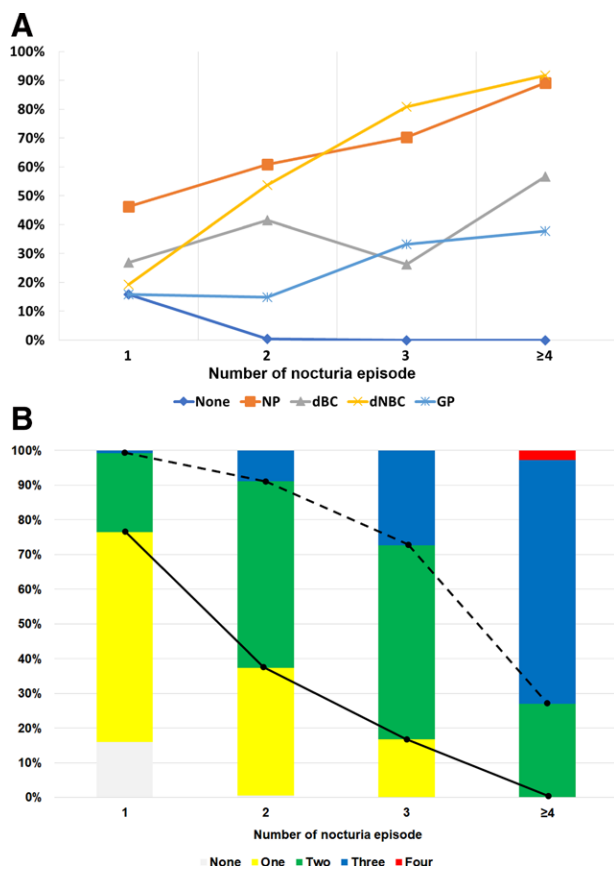 A
100%
90%
80%
70%
60%
50%
40%
30%
20%
10%
0%
1 2 3 ≥4
Number of nocturia episode
None NP dBC dNBC GP
B
100%
90%
80%
70%
60%
50%
40%
30%
20%
10%
0%
1 2 3 ≥4
Number of nocturia episode
None One Two Three Four